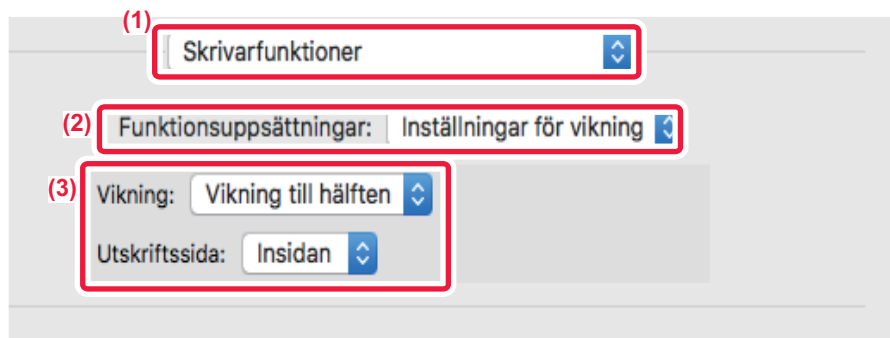 (1)
Skrivarfunktioner
(2) Funktionsuppsättningar: Inställningar för vikning
(3) Vikning: Vikning till hälften
Utskriftssida: Insidan